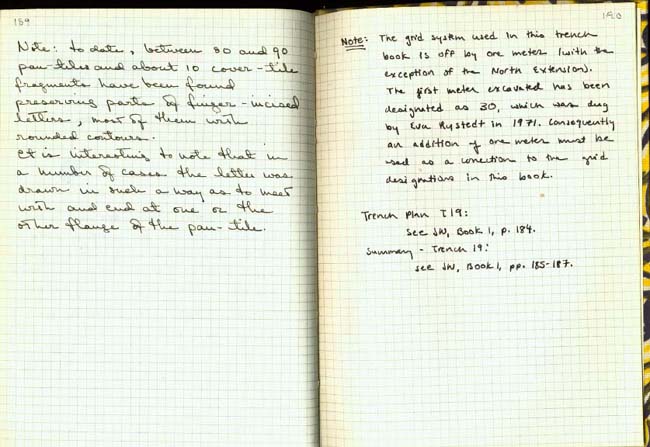 159
Note: to date, between 80 and 90
pan-tiles and about 10 cover-tile
fragments have been found
preserving parts of finger-incised
letters, most of them with
rounded contours.
It is interesting to note that in
a number of cases the letter was
drawn in such a way as to meet
with and end at one or the
other flange of the pan-tile.
190
Note: The grid system used in this trench
book is off by one meter (with the
exception of the North Extension).
The first meter excavated has been
designated as 30, which was dug
by Eva Rystedt in 1971. Consequently
an addition of one meter must be
used as a correction to the grid
designations in this book.
Trench Plan T19:
See JW, Book 1, p. 184.
Summary - Trench 19:
see JW, Book 1, pp. 185-187.